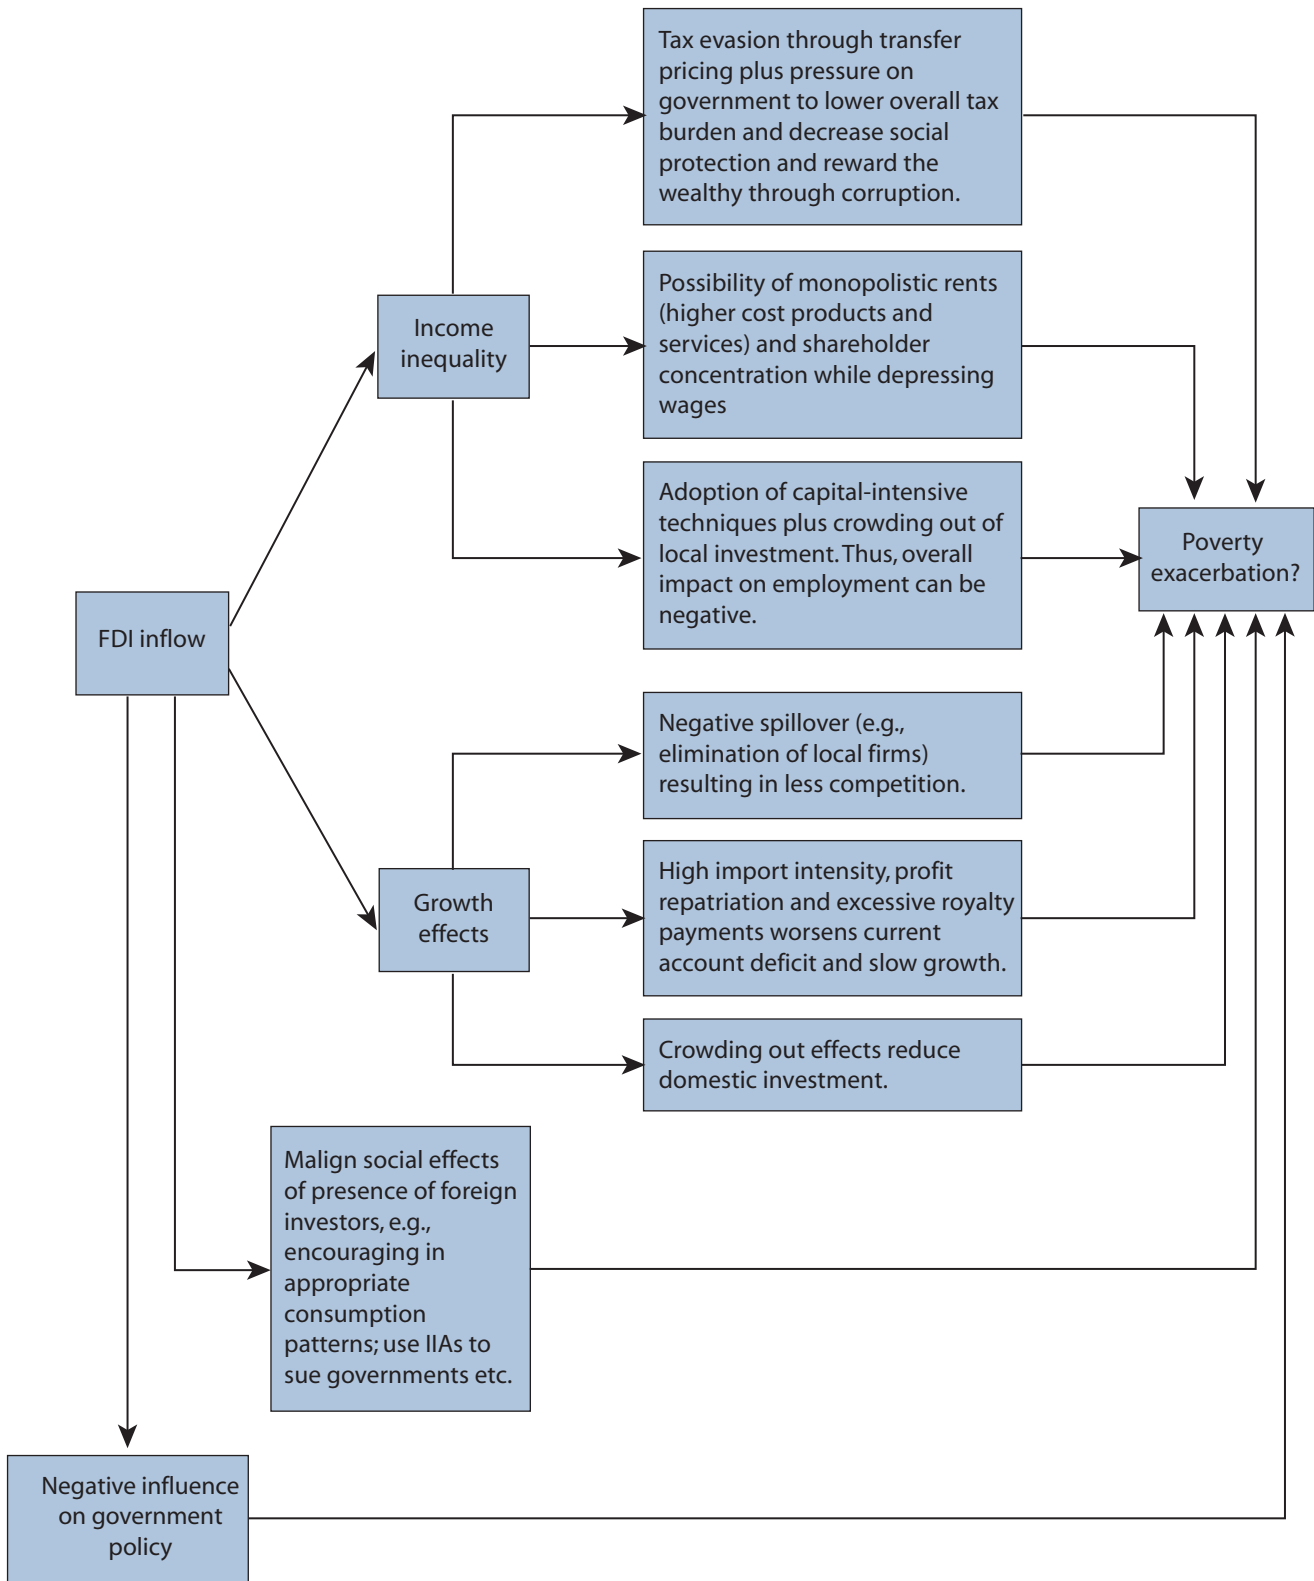 Tax evasion through transfer
pricing plus pressure on
government to lower overall tax
burden and decrease social
protection and reward the
wealthy through corruption.
Possibility of monopolistic rents
(higher cost products and
services) and shareholder
concentration while depressing
wages
Income
inequality
Adoption of capital-intensive
techniques plus crowding out of
local investment. Thus, overall
impact on employment can be
negative.
Poverty
exacerbation?
FDI inflow
Negative spillover (e.g.,
elimination of local firms)
resulting in less competition.
Growth
effects
High import intensity, profit
repatriation and excessive royalty
payments worsens current
account deficit and slow growth.
Crowding out effects reduce
domestic investment.
Malign social effects
of presence of foreign
investors, e.g.,
encouraging in
appropriate
consumption
patterns; use IIAs to
sue governments etc.
Negative influence
on government
policy